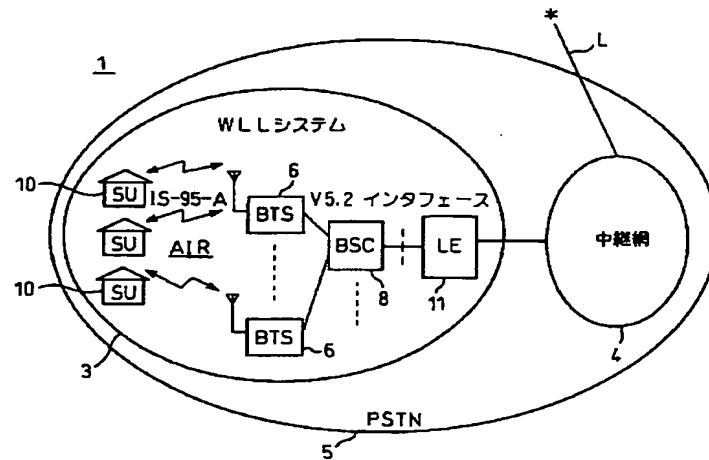 *
L
1
WLLシステム
10
SU
IS-95-A
6
BTS
V5.2 インタフェース
SU
AIR
BSC
LE
中継網
10
SU
8
11
BTS
6
3
4
PSTN
5